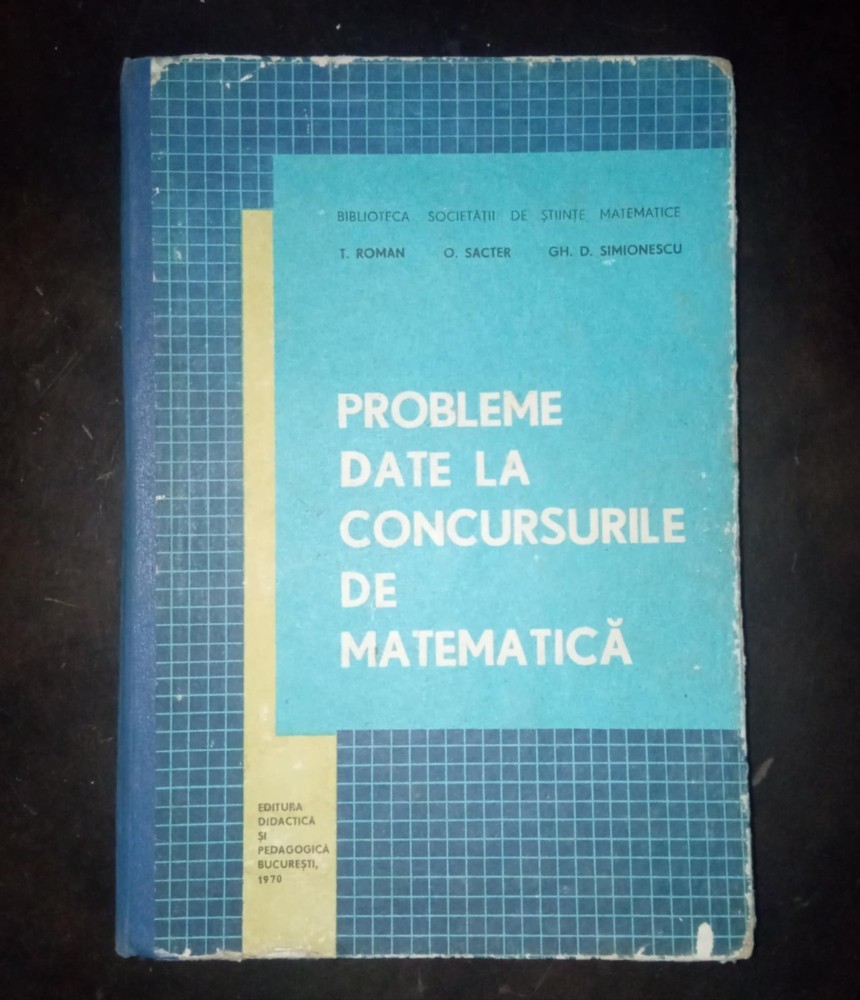 BIBLIOTECA SOCIETĂȚII DE ȘTIINȚE MATEMATICE
T. ROMAN O. SACTER GH. D. SIMIONESCU
PROBLEME
DATE LA
CONCURSURILE
DE
MATEMATICĂ
EDITURA
DIDACTICĂ
ȘI
PEDAGOGICĂ
BUCUREȘTI,
1970